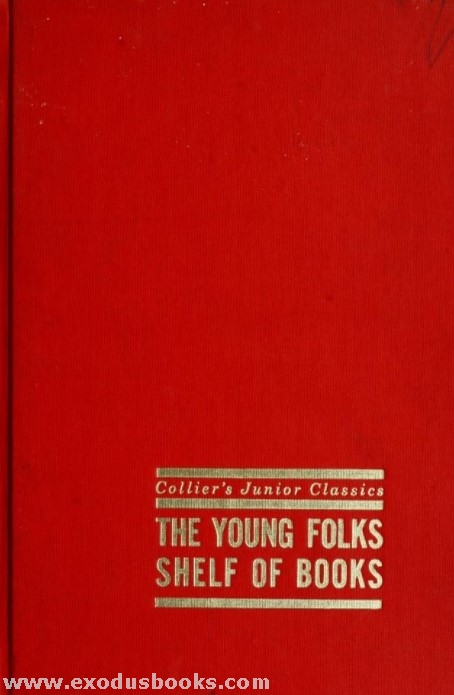 Collier's Junior Classics
THE YOUNG FOLKS
SHELF OF BOOKS
www.exodusbooks.com